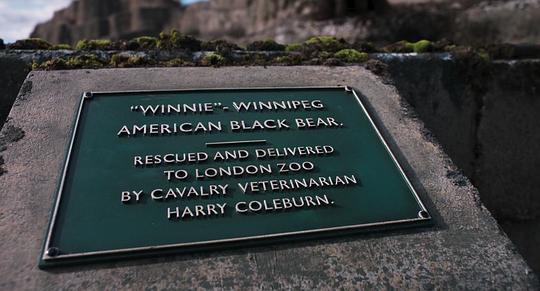 "WINNIE"- WINNIPEG
AMERICAN BLACK BEAR.
RESCUED AND DELIVERED
TO LONDON ZOO
BY CAVALRY VETERINARIAN
HARRY COLEBURN.